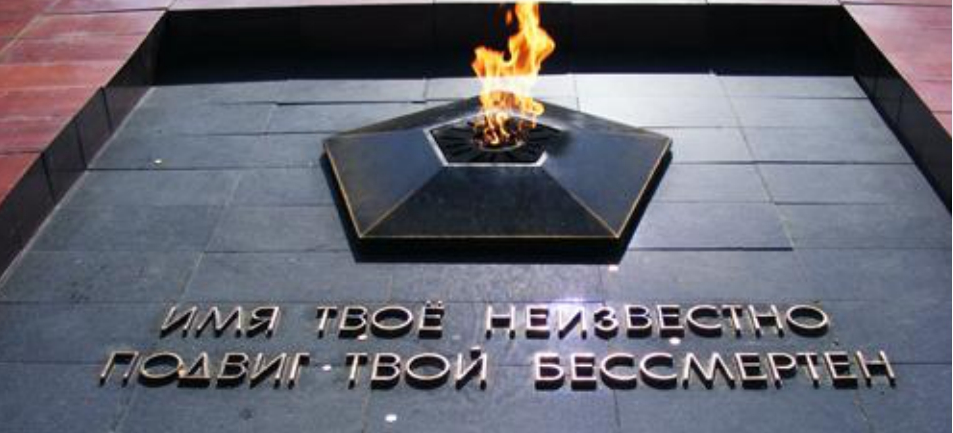 ИМЯ ТВОЁ НЕИЗВЕСТНО
ПОДВИГ ТВОЙ БЕССМЕРТЕН